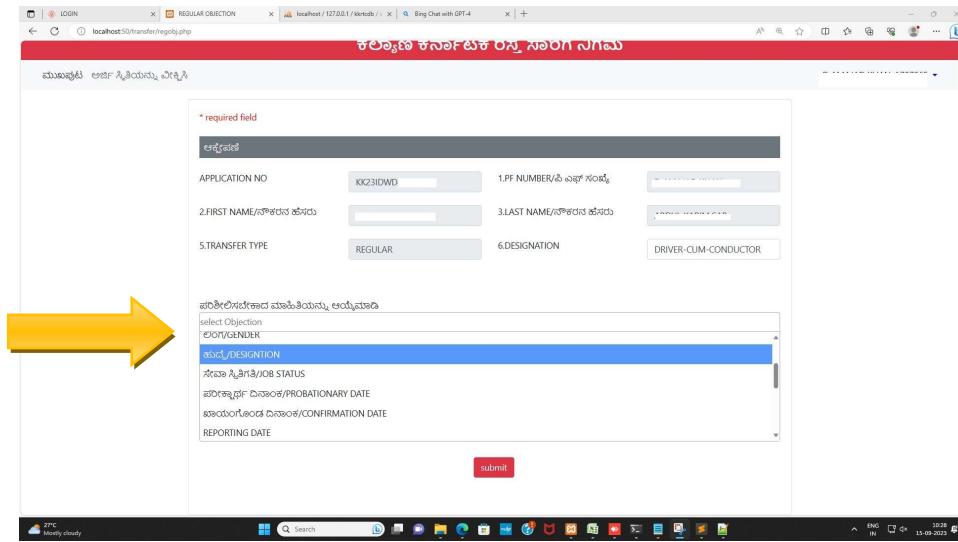 LOGIN
REGULAR OBJECTION
localhost / 127.0.0.1 / kkrtcdb / t
Bing Chat with GPT-4
localhost:50/transfer/regobj.php
ಕಲ್ಯಾಣ ಕರ್ನಾಟಕ ರಸ್ತೆ ಸಾರಿಗೆ ನಿಗಮ
ಮುಖಪುಟ ಅರ್ಜಿ ಸ್ಥಿತಿಯನ್ನು ವೀಕ್ಷಿಸಿ
* required field
ಆಕ್ಷೇಪಣೆ
APPLICATION NO
KK23IDWD
1.PF NUMBER/ಪಿ ಎಫ್ ಸಂಖ್ಯೆ
2.FIRST NAME/ನೌಕರನ ಹೆಸರು
3.LAST NAME/ನೌಕರನ ಹೆಸರು
5.TRANSFER TYPE
REGULAR
6.DESIGNATION
DRIVER-CUM-CONDUCTOR
ಪರಿಶೀಲಿಸಬೇಕಾದ ಮಾಹಿತಿಯನ್ನು ಆಯ್ಕೆಮಾಡಿ
select Objection
ಲಿಂಗ/GENDER
ಹುದ್ದೆ/DESIGNTION
ಸೇವಾ ಸ್ಥಿತಿಗತಿ/JOB STATUS
ಪರೀಕ್ಷಾರ್ಥ ದಿನಾಂಕ/PROBATIONARY DATE
ಖಾಯಂಗೊಂಡ ದಿನಾಂಕ/CONFIRMATION DATE
REPORTING DATE
submit
27°C
Mostly cloudy
Search
ENG
IN
10:28
15-09-2023